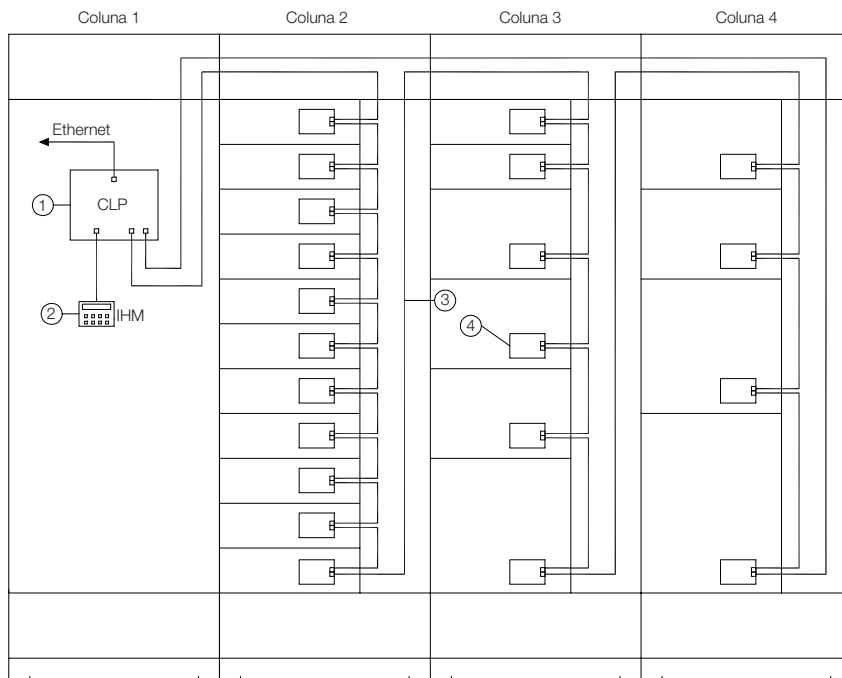 Coluna 1
Coluna 2
Coluna 3
Coluna 4
Ethernet
1
CLP
2
IHM
3
4